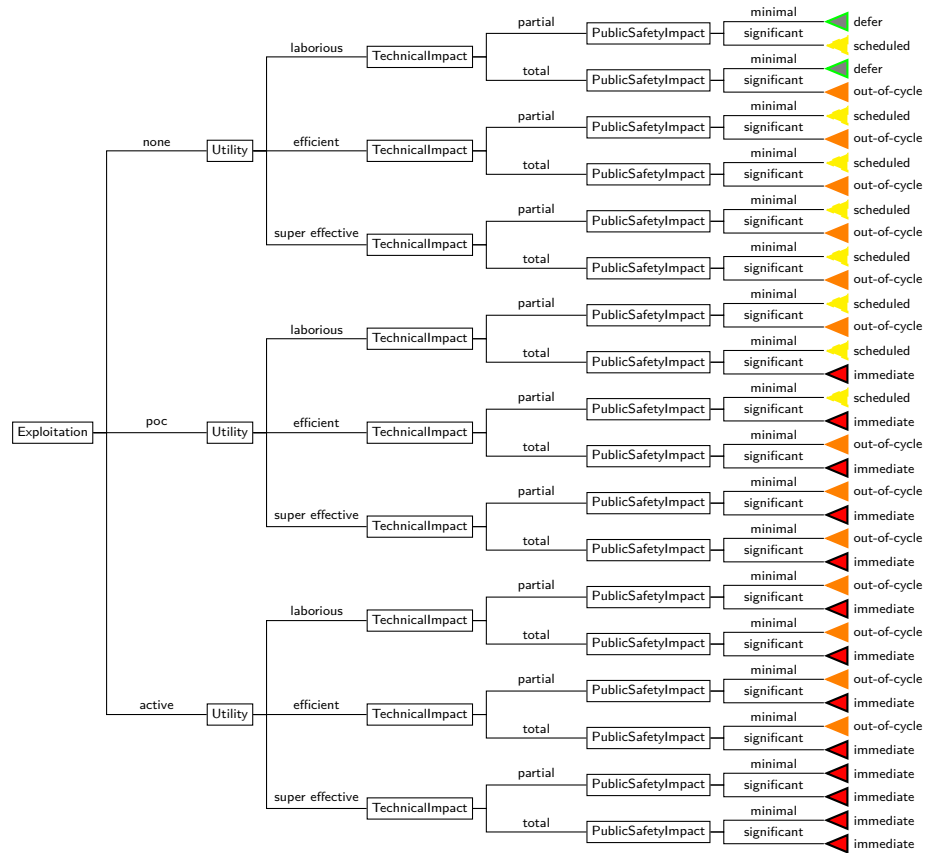 minimal
defer
partial
PublicSafetyImpact
significant
scheduled
laborious
TechnicalImpact
minimal
defer
total
PublicSafetyImpact
significant
out-of-cycle
minimal
scheduled
partial
PublicSafetyImpact
significant
out-of-cycle
none
Utility
efficient
TechnicalImpact
minimal
scheduled
total
PublicSafetyImpact
significant
out-of-cycle
minimal
scheduled
partial
PublicSafetyImpact
significant
out-of-cycle
super effective
TechnicalImpact
minimal
scheduled
total
PublicSafetyImpact
significant
out-of-cycle
minimal
scheduled
partial
PublicSafetyImpact
significant
out-of-cycle
laborious
TechnicalImpact
minimal
scheduled
total
PublicSafetyImpact
significant
immediate
minimal
scheduled
partial
PublicSafetyImpact
significant
immediate
Exploitation
poc
Utility
efficient
TechnicalImpact
minimal
out-of-cycle
total
PublicSafetyImpact
significant
immediate
minimal
out-of-cycle
partial
PublicSafetyImpact
significant
immediate
super effective
TechnicalImpact
minimal
out-of-cycle
total
PublicSafetyImpact
significant
immediate
minimal
out-of-cycle
partial
PublicSafetyImpact
significant
immediate
laborious
TechnicalImpact
minimal
out-of-cycle
total
PublicSafetyImpact
significant
immediate
minimal
out-of-cycle
partial
PublicSafetyImpact
significant
immediate
active
Utility
efficient
TechnicalImpact
minimal
out-of-cycle
total
PublicSafetyImpact
significant
immediate
minimal
immediate
partial
PublicSafetyImpact
significant
immediate
super effective
TechnicalImpact
minimal
immediate
total
PublicSafetyImpact
significant
immediate